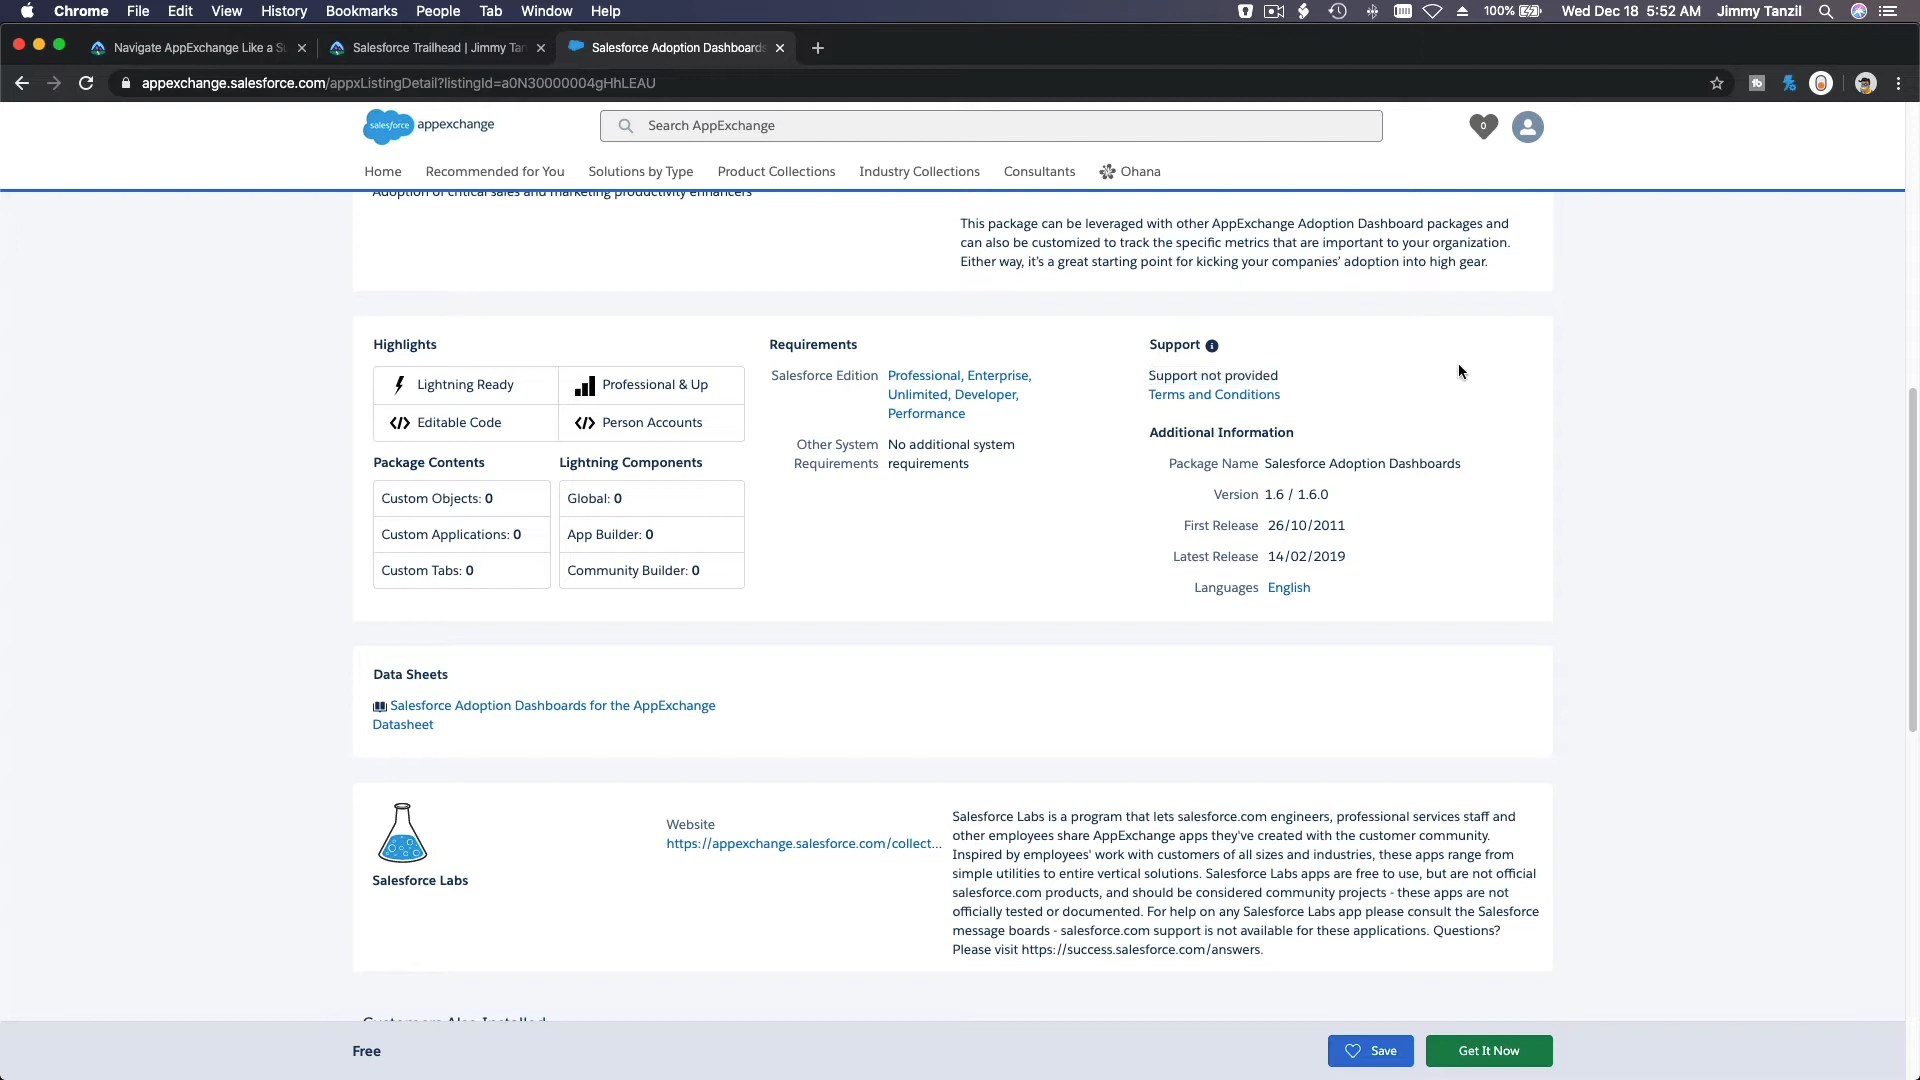 Chrome File Edit View History Bookmarks People Tab Window Help 100% Wed Dec 18 5:52 AM Jimmy Tanzil
Navigate AppExchange Like a Su Salesforce Trailhead | Jimmy Tan Salesforce Adoption Dashboards
appexchange.salesforce.com/appxListingDetail?listingId=a0N30000004gHhLEAU
salesforce appexchange Search AppExchange 0
Home Recommended for You Solutions by Type Product Collections Industry Collections Consultants Ohana
Adoption of critical sales and marketing productivity enhancers
This package can be leveraged with other AppExchange Adoption Dashboard packages and
can also be customized to track the specific metrics that are important to your organization.
Either way, it's a great starting point for kicking your companies' adoption into high gear.
Highlights
Lightning Ready Professional & Up
Editable Code Person Accounts
Package Contents Lightning Components
Custom Objects: 0 Global: 0
Custom Applications: 0 App Builder: 0
Custom Tabs: 0 Community Builder: 0
Requirements
Salesforce Edition Professional, Enterprise,
Unlimited, Developer,
Performance
Other System No additional system
Requirements requirements
Support
Support not provided
Terms and Conditions
Additional Information
Package Name Salesforce Adoption Dashboards
Version 1.6 / 1.6.0
First Release 26/10/2011
Latest Release 14/02/2019
Languages English
Data Sheets
Salesforce Adoption Dashboards for the AppExchange
Datasheet
Salesforce Labs
Website
https://appexchange.salesforce.com/collect...
Salesforce Labs is a program that lets salesforce.com engineers, professional services staff and
other employees share AppExchange apps they've created with the customer community.
Inspired by employees' work with customers of all sizes and industries, these apps range from
simple utilities to entire vertical solutions. Salesforce Labs apps are free to use, but are not official
salesforce.com products, and should be considered community projects - these apps are not
officially tested or documented. For help on any Salesforce Labs app please consult the Salesforce
message boards - salesforce.com support is not available for these applications. Questions?
Please visit https://success.salesforce.com/answers.
Customers Also Installed
Free Save Get It Now